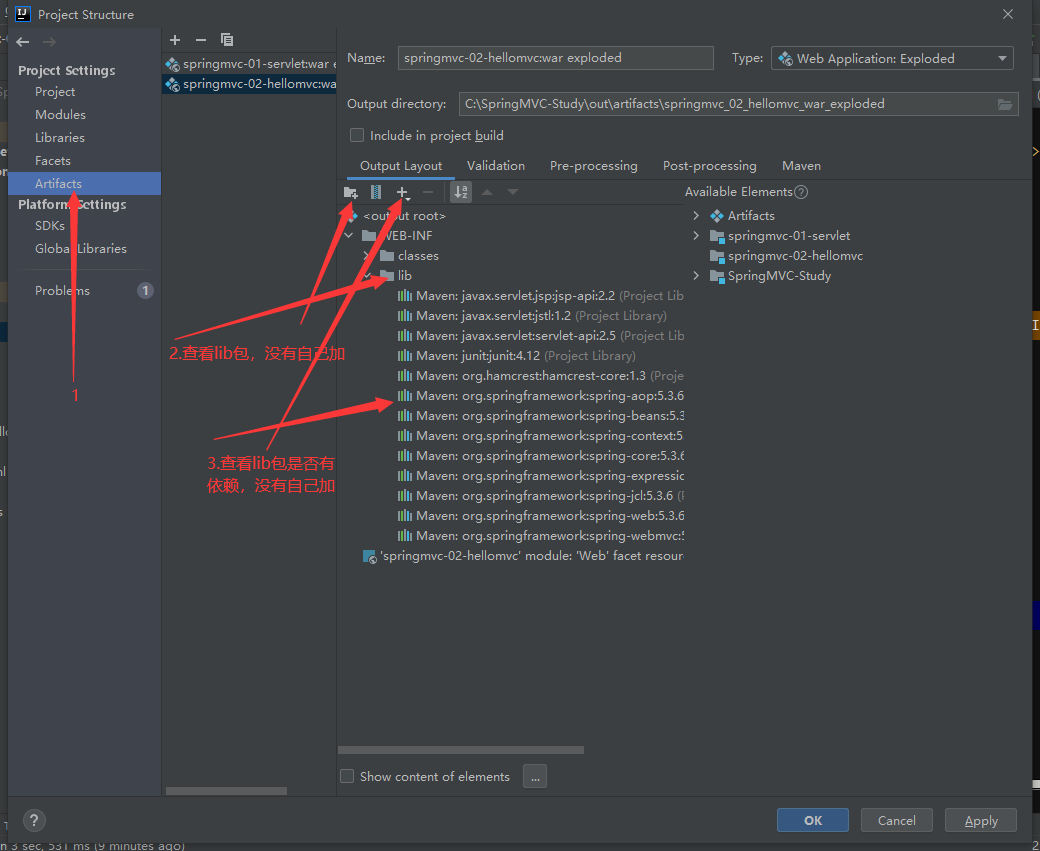 Project Structure
Project Settings
Project
Modules
Libraries
Facets
Artifacts
Platform Settings
SDKs
Global Libraries
Problems 1
springmvc-01-servlet:war e
springmvc-02-hellomvc:wa
Name: springmvc-02-hellomvc:war exploded Type: Web Application: Exploded
Output directory: C:\SpringMVC-Study\out\artifacts\springmvc_02_hellomvc_war_exploded
Include in project build
Output Layout Validation Pre-processing Post-processing Maven
Available Elements
<output root>
WEB-INF
classes
lib
Maven: javax.servlet.jsp:jsp-api:2.2 (Project Lib
Maven: javax.servlet:jstl:1.2 (Project Library)
Maven: javax.servlet:servlet-api:2.5 (Project Lib
Maven: junit:junit:4.12 (Project Library)
Maven: org.hamcrest:hamcrest-core:1.3 (Proje
Maven: org.springframework:spring-aop:5.3.6
Maven: org.springframework:spring-beans:5.3
Maven: org.springframework:spring-context:5.
Maven: org.springframework:spring-core:5.3.6
Maven: org.springframework:spring-expressic
Maven: org.springframework:spring-jcl:5.3.6 (P
Maven: org.springframework:spring-web:5.3.6
Maven: org.springframework:spring-webmvc:5
'springmvc-02-hellomvc' module: 'Web' facet resour
Artifacts
springmvc-01-servlet
springmvc-02-hellomvc
SpringMVC-Study
1
2.查看lib包，没有自己加
3.查看lib包是否有
依赖，没有自己加
Show content of elements ...
? OK Cancel Apply
n 3 sec, 531 ms (9 minutes ago)